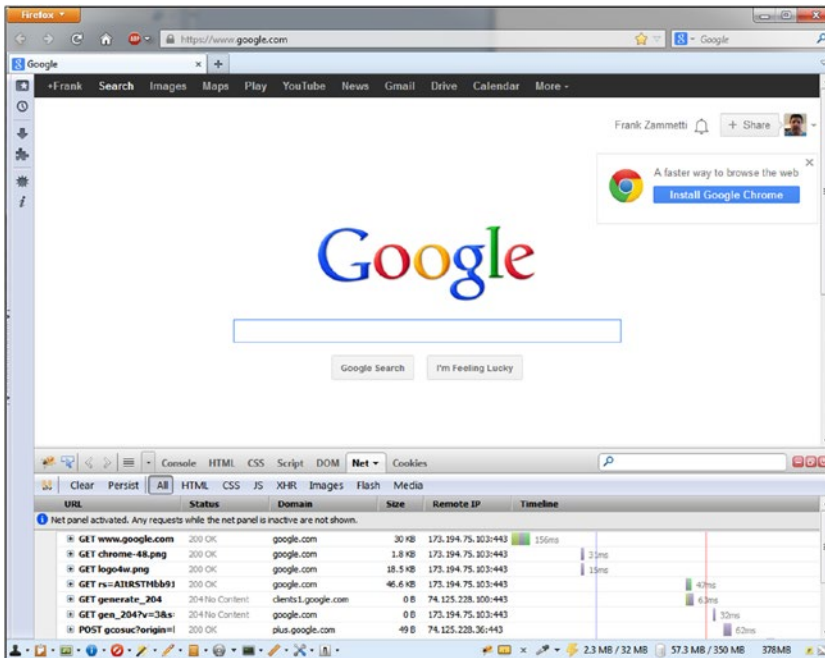 Firefox
https://www.google.com
Google
Google
+Frank Search Images Maps Play YouTube News Gmail Drive Calendar More
Frank Zammetti + Share
A faster way to browse the web
Install Google Chrome
Google
Google Search I'm Feeling Lucky
Console HTML CSS Script DOM Net Cookies
Clear Persist All HTML CSS JS XHR Images Flash Media
URL Status Domain Size Remote IP Timeline
Net panel activated. Any requests while the net panel is inactive are not shown.
GET www.google.com 200 OK google.com 30 KB 173.194.75.103:443 156ms
GET chrome-48.png 200 OK google.com 1.8 KB 173.194.75.103:443 31ms
GET logo4w.png 200 OK google.com 18.5 KB 173.194.75.103:443 15ms
200 OK google.com 46.6 KB 173.194.75.103:443 47ms
GET generate_204 204 No Content clients1.google.com 0 B 74.125.228.100:443 63ms
GET gen_204?v=3&s 204 No Content google.com 0 B 173.194.75.103:443 32ms
POST gcosuc?origin= 200 OK plus.google.com 49 B 74.125.228.36:443 62ms
2.3 MB / 32 MB 57.3 MB / 350 MB 378MB